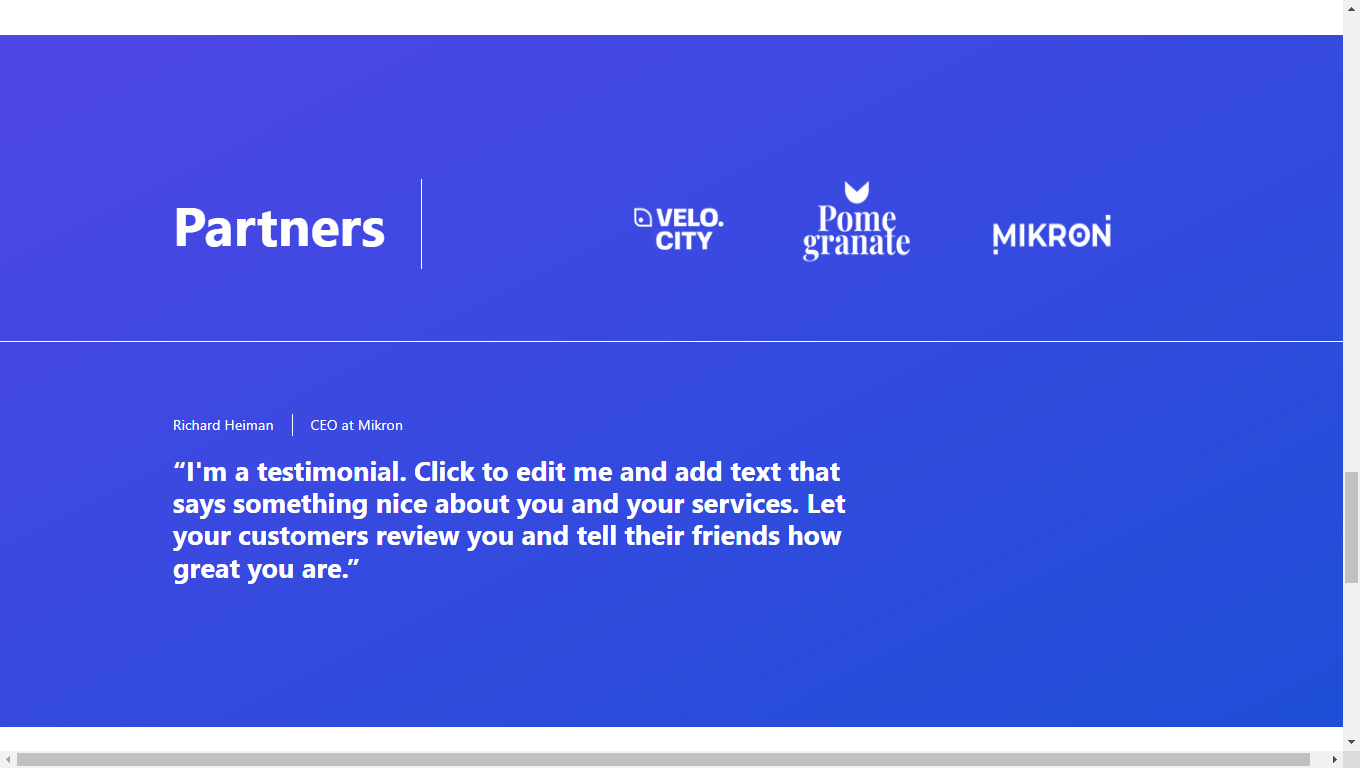 Partners
VELO.
CITY
Pome
granate
MIKRON
Richard Heiman
CEO at Mikron
“I'm a testimonial. Click to edit me and add text that
says something nice about you and your services. Let
your customers review you and tell their friends how
great you are.”